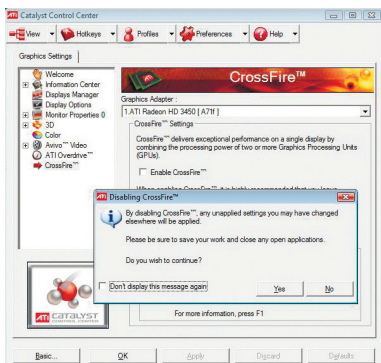 Catalyst Control Center
View Hotkeys Profiles Preferences Help
Graphics Settings
Welcome
Information Center
Displays Manager
Display Options
Monitor Properties 0
3D
Color
Avivo™ Video
ATI Overdrive™
CrossFire™
CrossFire™
Graphics Adapter :
1.ATI Radeon HD 3450 [ A71f ]
CrossFire™ Settings
CrossFire™ delivers exceptional performance on a single display by
combining the processing power of two or more Graphics Processing Units
(GPUs).
Enable CrossFire™
Disabling CrossFire™
By disabling CrossFire™, any unapplied settings you may have changed
elsewhere will be applied.
Please be sure to save your work and close any open applications.
Do you wish to continue?
Don't display this message again
Yes No
For more information, press F1
ATI CATALYST
CONTROL CENTER
Basic... OK Apply Discard Defaults